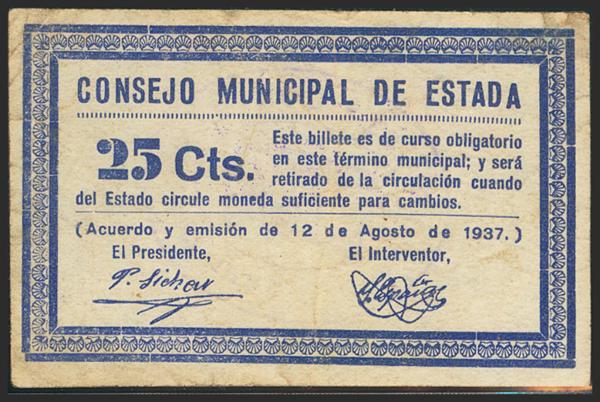 CONSEJO MUNICIPAL DE ESTADA
25 Cts.
Este billete es de curso obligatorio
en este término municipal; y será
retirado de la circulación cuando
del Estado circule moneda suficiente para cambios.
(Acuerdo y emisión de 12 de Agosto de 1937.)
El Presidente, El Interventor,
P. Sichar